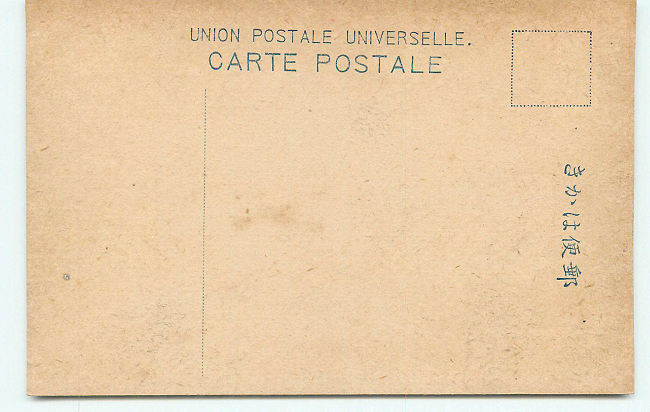 UNION POSTALE UNIVERSELLE.
CARTE POSTALE
きかは便郵